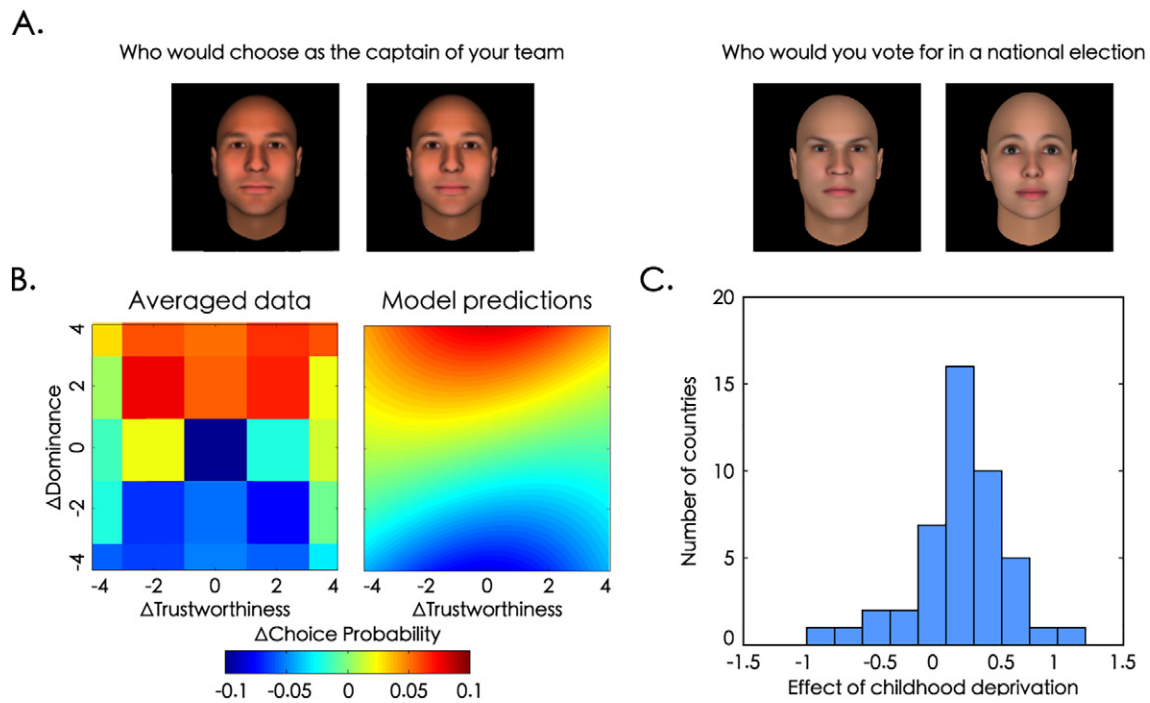 A.
Who would choose as the captain of your team
Who would you vote for in a national election
B.
Averaged data
Model predictions
4
2
0
-2
-4
ΔDominance
-4 -2 0 2 4
ΔTrustworthiness
-4 -2 0 2 4
ΔTrustworthiness
ΔChoice Probability
-0.1 -0.05 0 0.05 0.1
C.
20
15
10
5
0
Number of countries
-1.5 -1 -0.5 0 0.5 1 1.5
Effect of childhood deprivation